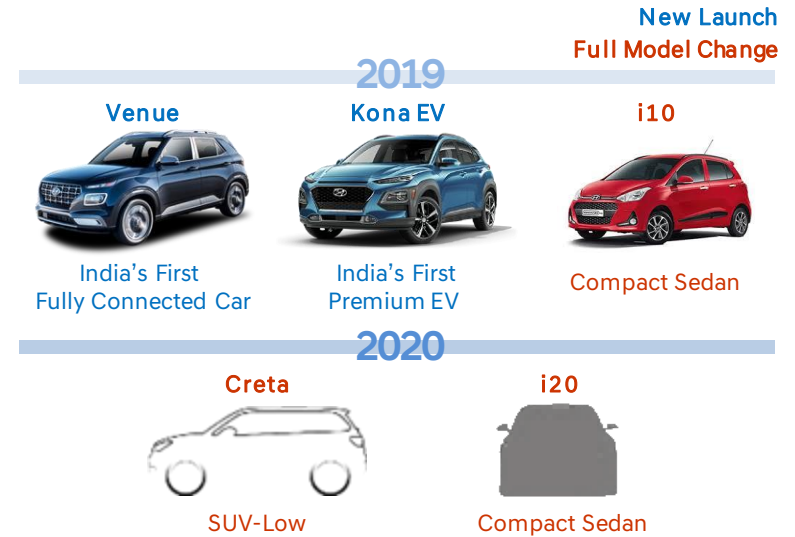 New Launch
Full Model Change
2019
Venue
Kona EV
i10
India's First
Fully Connected Car
India's First
Premium EV
Compact Sedan
2020
Creta
i20
SUV-Low
Compact Sedan